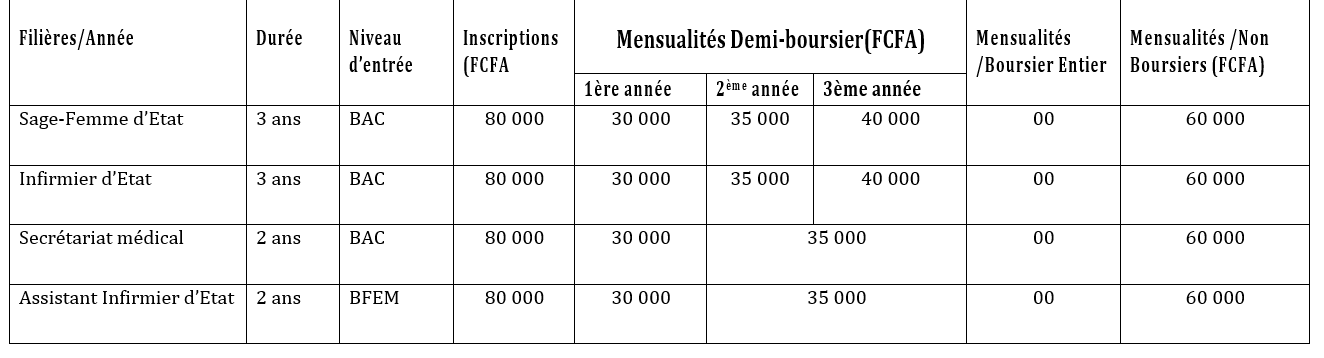 Filières/Année Durée Niveau d’entrée Inscriptions (FCFA Mensualités Demi-boursier(FCFA) Mensualités /Boursier Entier Mensualités /Non Boursiers (FCFA)
1ère année 2ème année 3ème année
Sage-Femme d’Etat 3 ans BAC 80 000 30 000 35 000 40 000 00 60 000
Infirmier d’Etat 3 ans BAC 80 000 30 000 35 000 40 000 00 60 000
Secrétariat médical 2 ans BAC 80 000 30 000 35 000 00 60 000
Assistant Infirmier d’Etat 2 ans BFEM 80 000 30 000 35 000 00 60 000